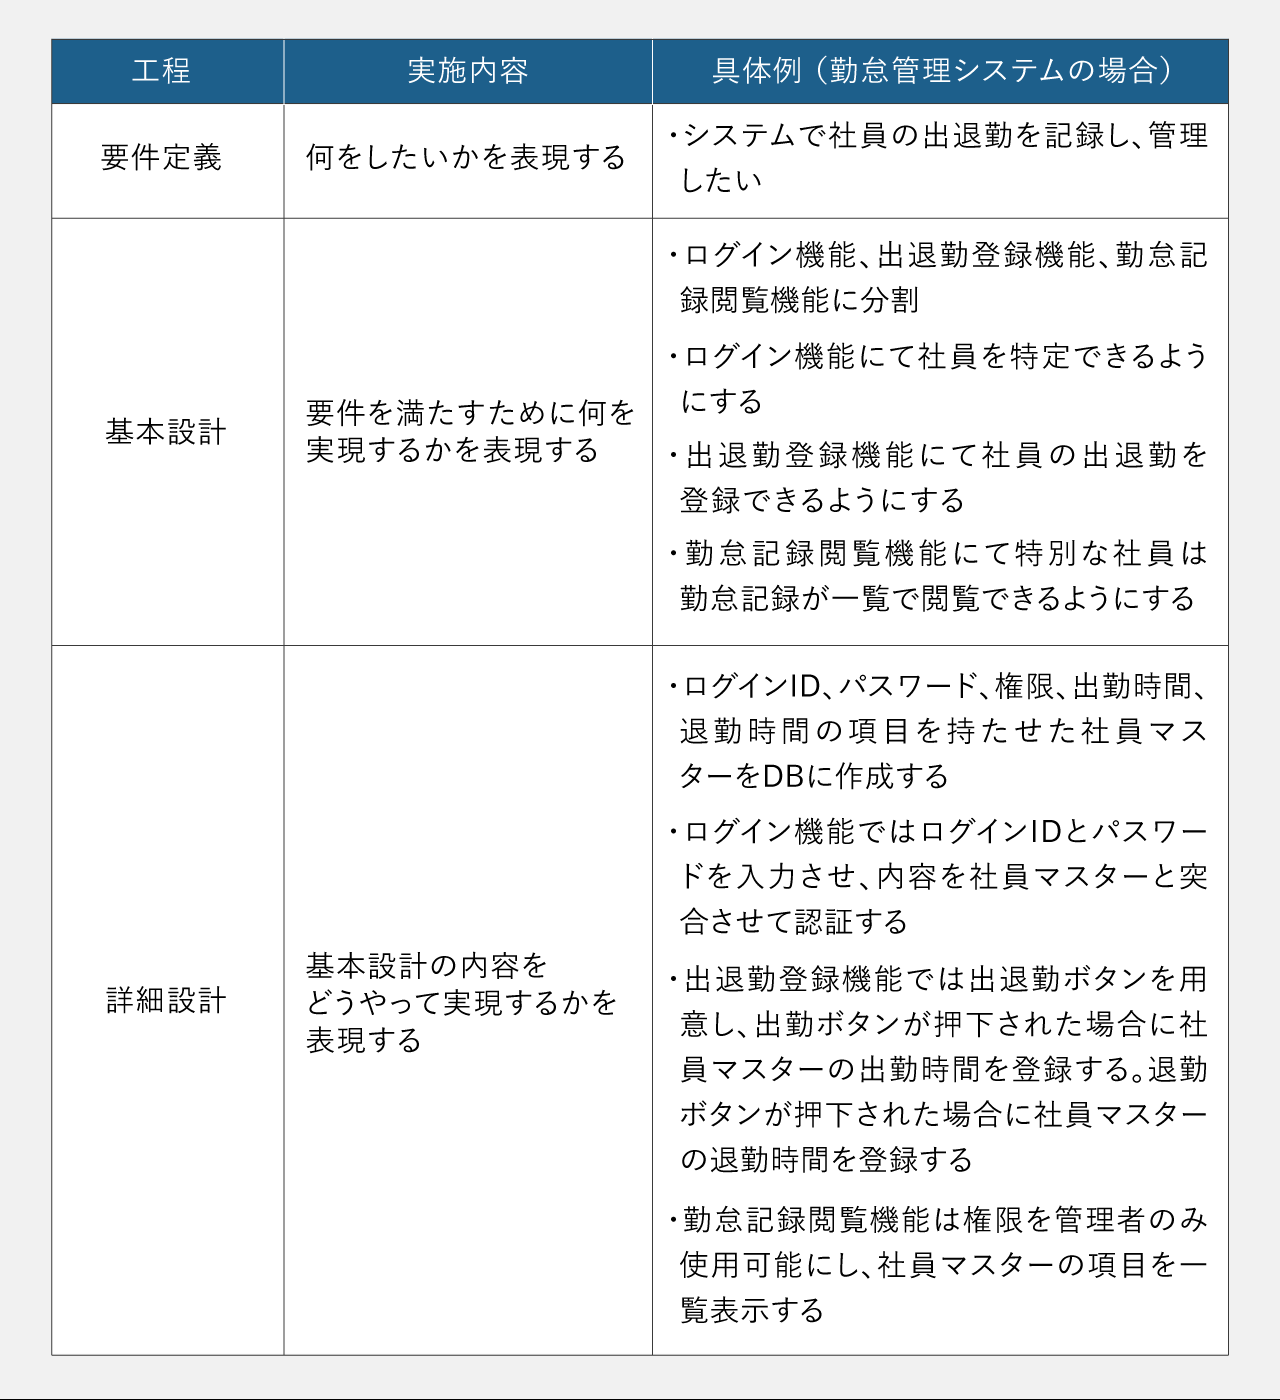 工程
実施内容
具体例（勤怠管理システムの場合）
要件定義
何をしたいかを表現する
・システムで社員の出退勤を記録し、管理
したい
基本設計
要件を満たすために何を
実現するかを表現する
・ログイン機能、出退勤登録機能、勤怠記
録閲覧機能に分割
・ログイン機能にて社員を特定できるよう
にする
・出退勤登録機能にて社員の出退勤を
登録できるようにする
・勤怠記録閲覧機能にて特別な社員は
勤怠記録が一覧で閲覧できるようにする
詳細設計
基本設計の内容を
どうやって実現するかを
表現する
・ログインID、パスワード、権限、出勤時間、
退勤時間の項目を持たせた社員マス
ターをDBに作成する
・ログイン機能ではログインIDとパスワー
ドを入力させ、内容を社員マスターと突
合させて認証する
・出退勤登録機能では出退勤ボタンを用
意し、出勤ボタンが押下された場合に社
員マスターの出勤時間を登録する。退勤
ボタンが押下された場合に社員マスター
の退勤時間を登録する
・勤怠記録閲覧機能は権限を管理者のみ
使用可能にし、社員マスターの項目を一
覧表示する